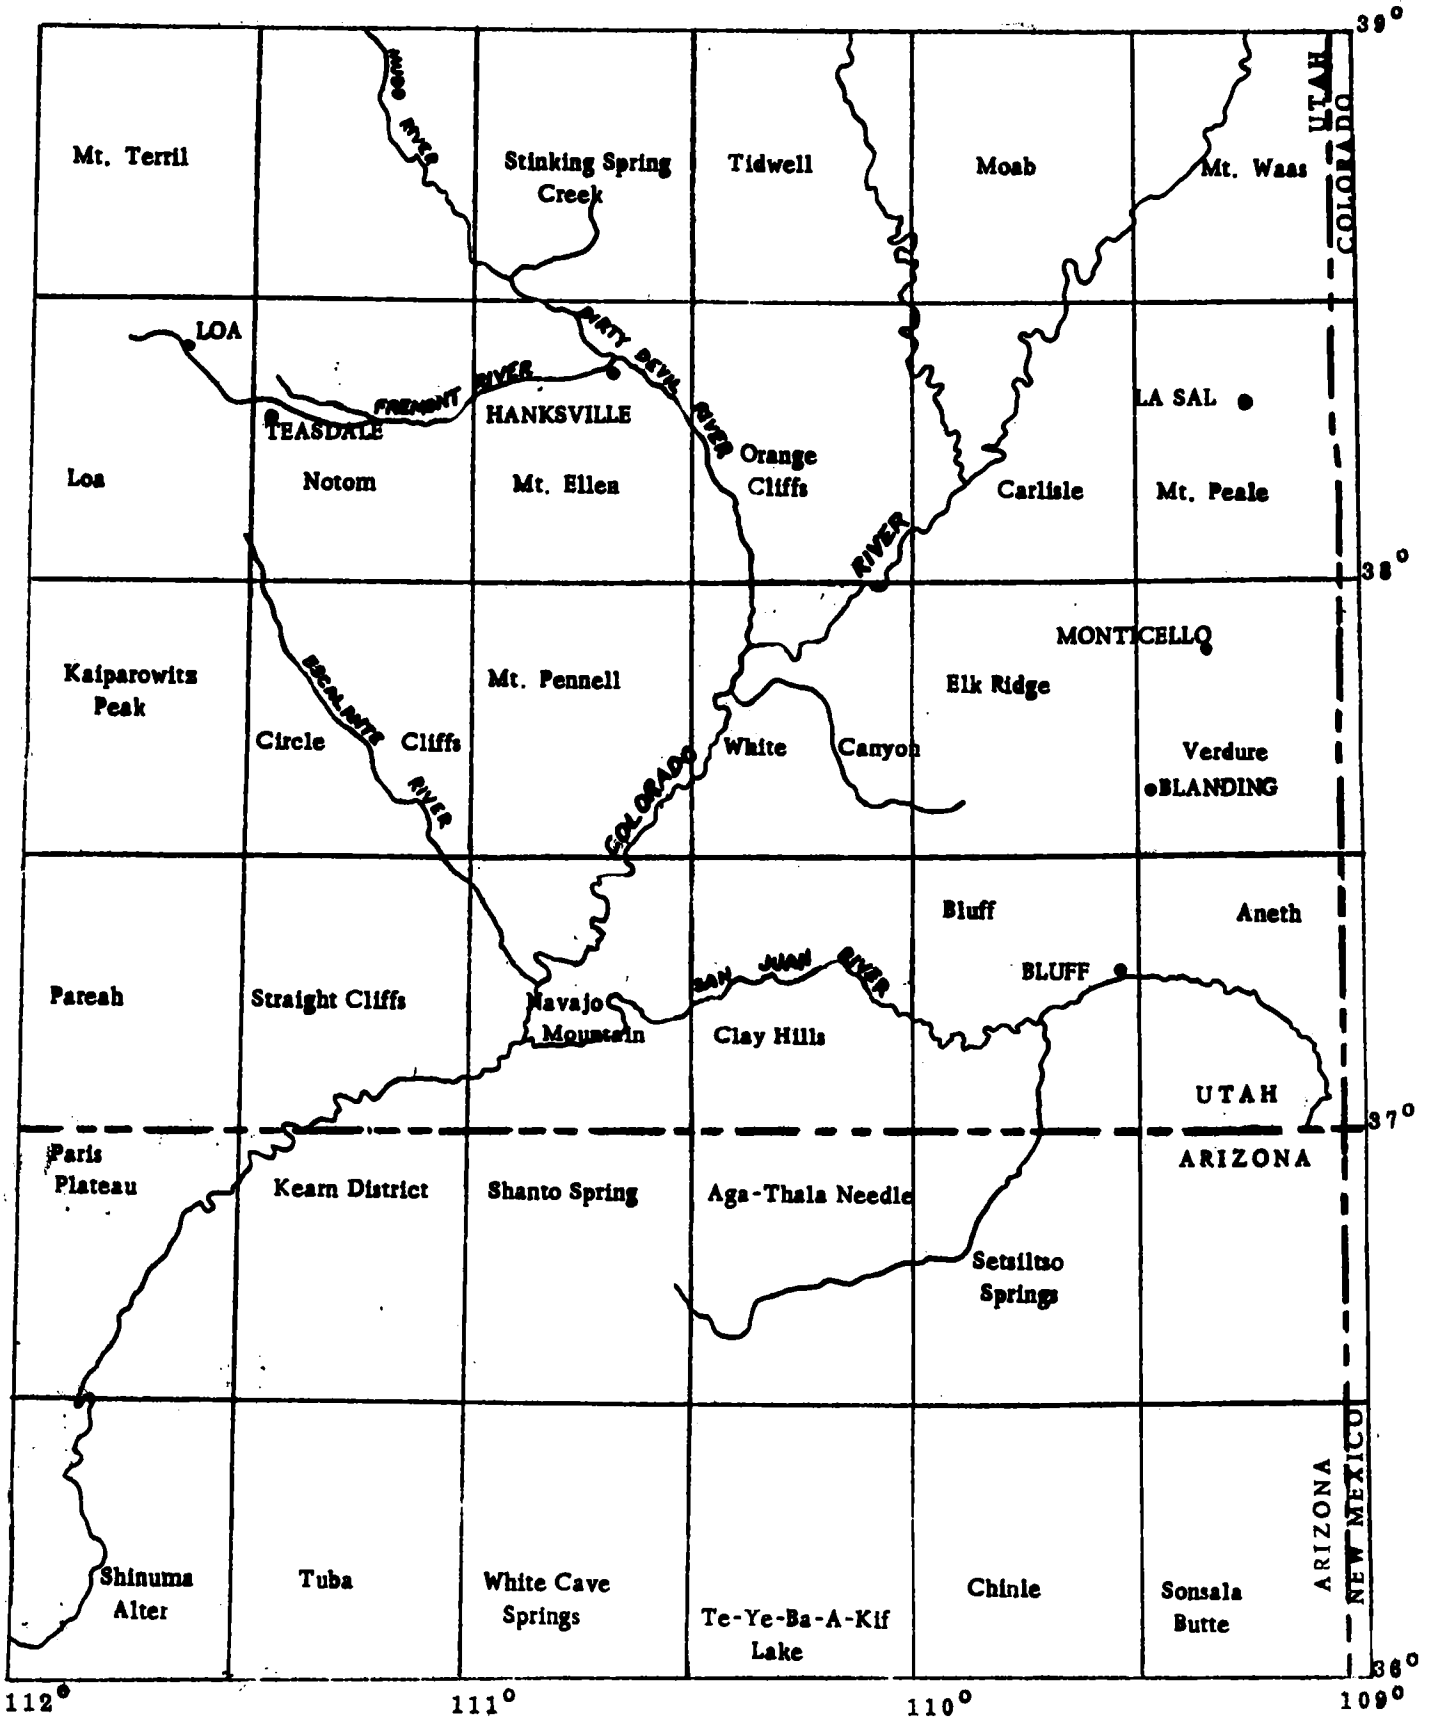 39°
UTAH
COLORADO
MUDDY
RIVER
Mt. Terril
Stinking Spring
Creek
Tidwell
Moab
Mt. Waas
LOA
DIRTY DEVIL
RIVER
FREMONT RIVER
TEASDALE
HANKSVILLE
LA SAL
Orange
Cliffs
Loa
Notom
Mt. Ellen
Carlisle
Mt. Peale
RIVER
38°
MONTICELLO
Kaiparowitz
Peak
ESCALANTE
RIVER
Mt. Pennell
Elk Ridge
Circle Cliffs
COLORADO
White Canyon
Verdure
BLANDING
Bluff
Aneth
SAN JUAN RIVER
BLUFF
Pareah
Straight Cliffs
Navajo
Mountain
Clay Hills
UTAH
37°
ARIZONA
Paris
Plateau
Kearn District
Shanto Spring
Aga-Thala Needle
Setsiltso
Springs
ARIZONA
NEW MEXICO
Shinuma
Alter
Tuba
White Cave
Springs
Te-Ye-Ba-A-Kif
Lake
Chinle
Sonsala
Butte
36°
112° 111° 110° 109°